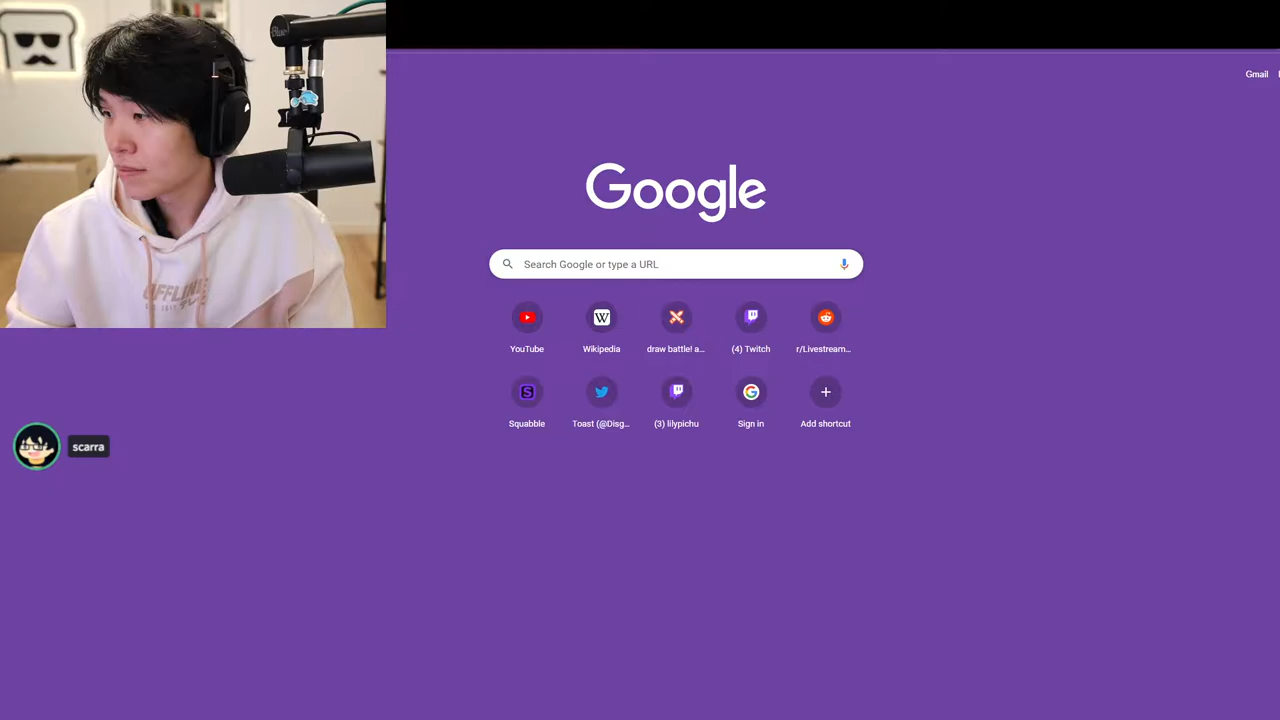 Gmail
Google
Search Google or type a URL
YouTube
Wikipedia
draw battle! a...
(4) Twitch
r/Livestream...
Squabble
Toast (@Disg...
(3) lilypichu
Sign in
Add shortcut
OFFLINE
scarra